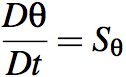 Dθ/Dt = S_θ